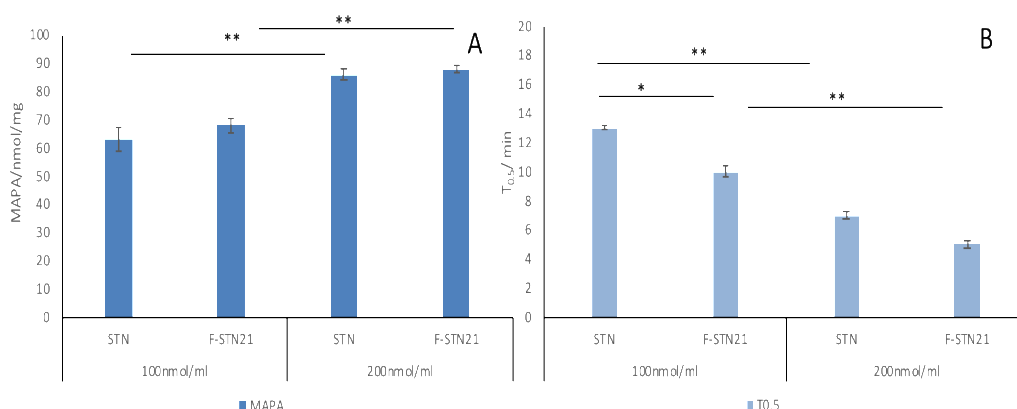 A
**
**
MAPA/nmol/mg
100
90
80
70
60
50
40
30
20
10
0
STN
F-STN21
STN
F-STN21
100nmol/ml
200nmol/ml
MAPA
B
**
*
**
T0.5/ min
20
18
16
14
12
10
8
6
4
2
0
STN
F-STN21
STN
F-STN21
100nmol/ml
200nmol/ml
T0.5